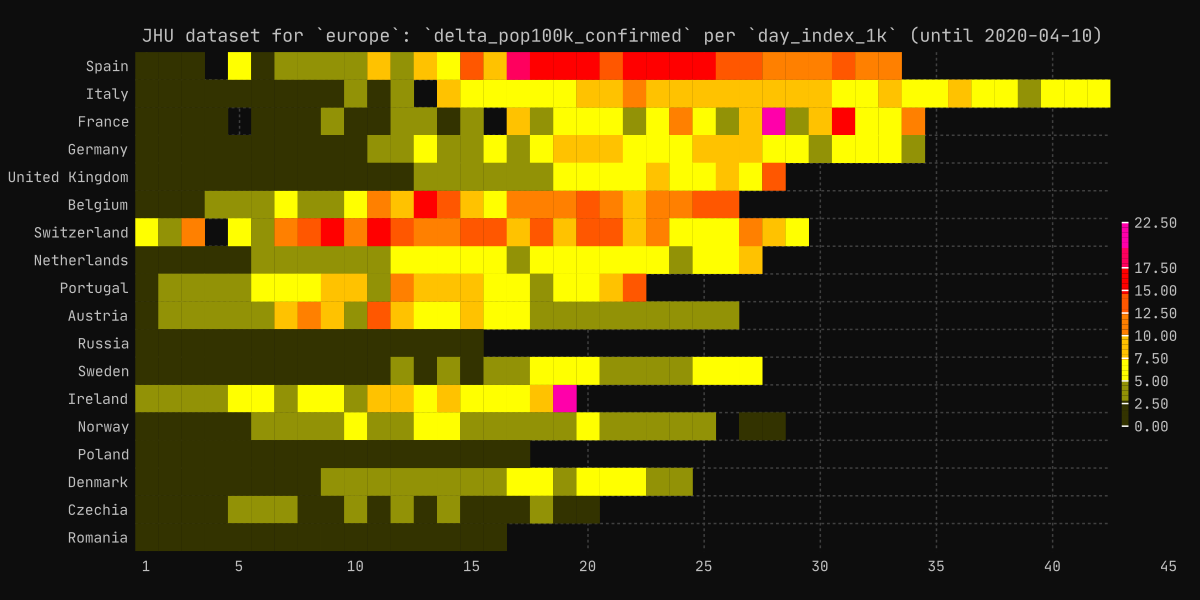 JHU dataset for `europe`: `delta_pop100k_confirmed` per `day_index_1k` (until 2020-04-10)
Spain
Italy
France
Germany
United Kingdom
Belgium
Switzerland
Netherlands
Portugal
Austria
Russia
Sweden
Ireland
Norway
Poland
Denmark
Czechia
Romania
1 5 10 15 20 25 30 35 40 45
22.50
17.50
15.00
12.50
10.00
7.50
5.00
2.50
0.00